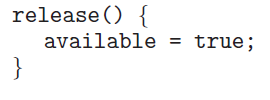 release() {
available = true;
}